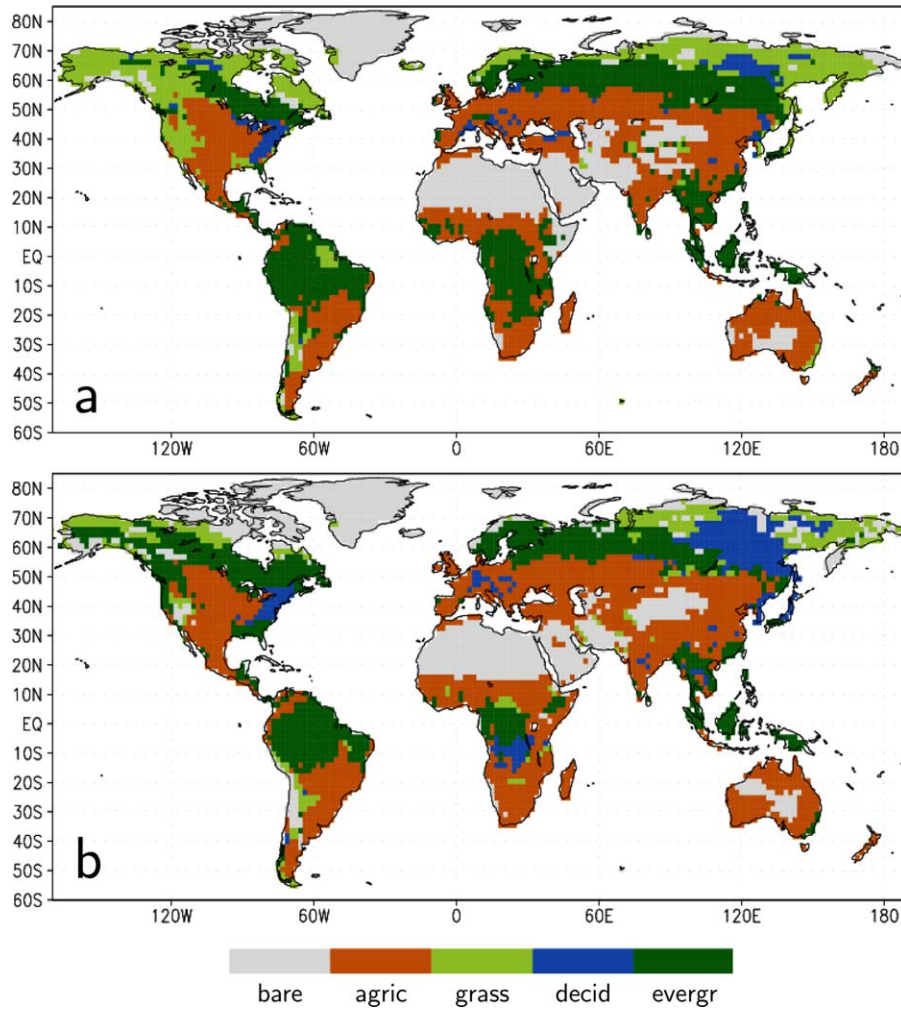 80N
70N
60N
50N
40N
30N
20N
10N
EQ
10S
20S
30S
40S
50S
60S
a
120W 60W 0 60E 120E 180
80N
70N
60N
50N
40N
30N
20N
10N
EQ
10S
20S
30S
40S
50S
60S
b
120W 60W 0 60E 120E 180
bare agric grass decid evergr